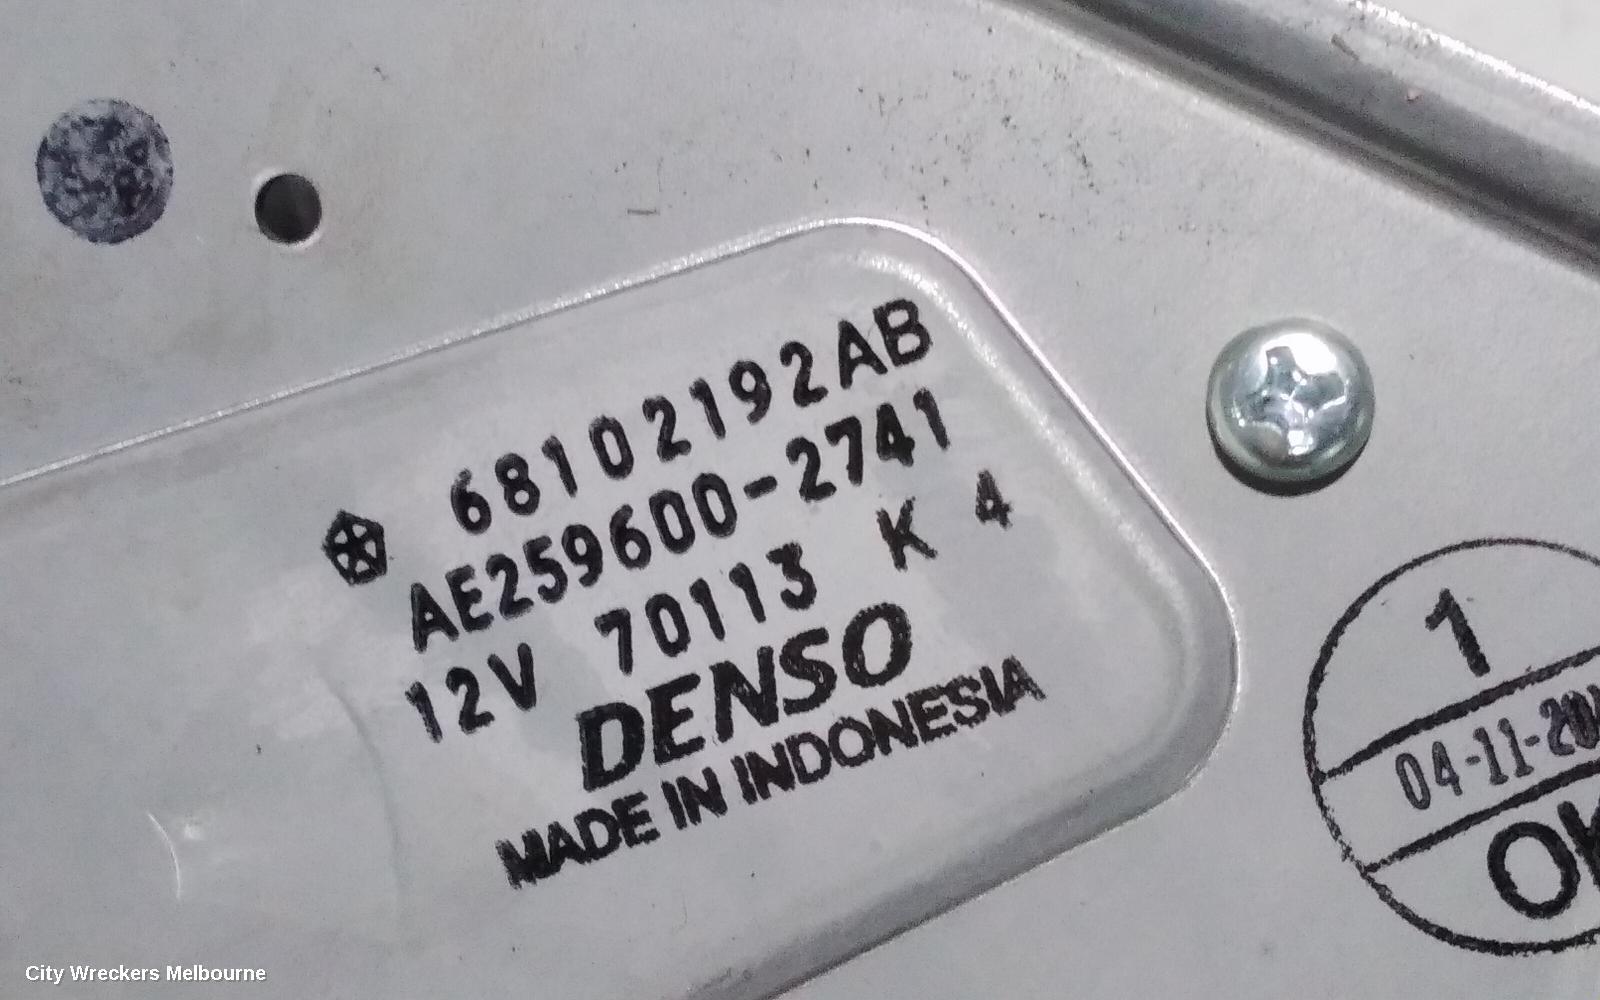 68102192AB
AE259600-2741
12V 70113 K 4
DENSO
MADE IN INDONESIA
1
04-11-20
OK
City Wreckers Melbourne